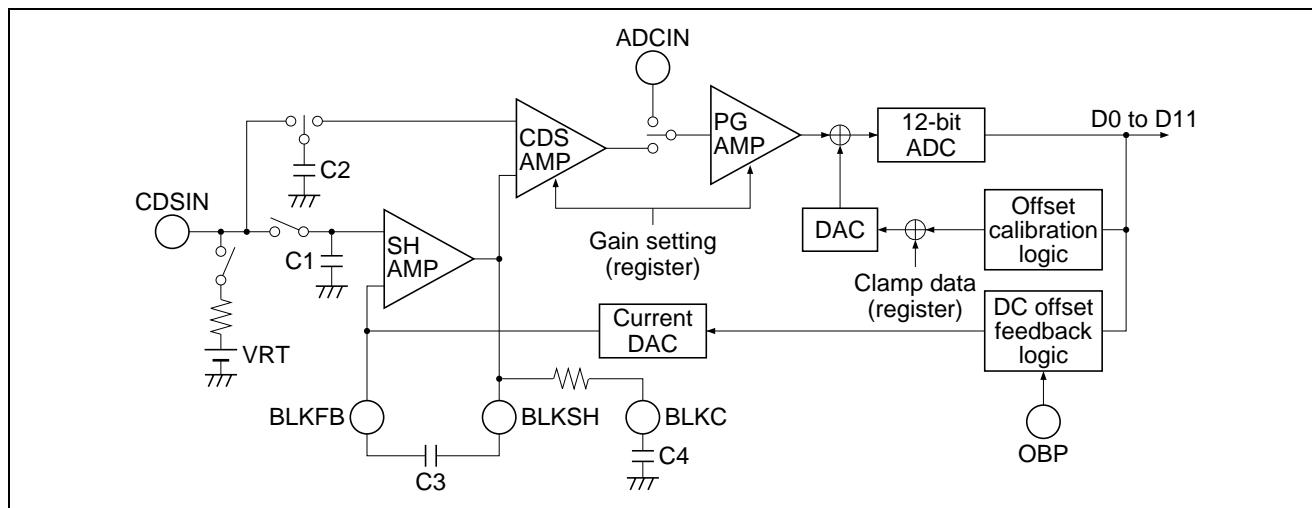 ADCIN
CDS
AMP
PG
AMP
12-bit
ADC
D0 to D11
C2
CDSIN
C1
SH
AMP
Gain setting
(register)
DAC
Offset
calibration
logic
Clamp data
(register)
VRT
Current
DAC
DC offset
feedback
logic
BLKFB
BLKSH
BLKC
C3
C4
OBP